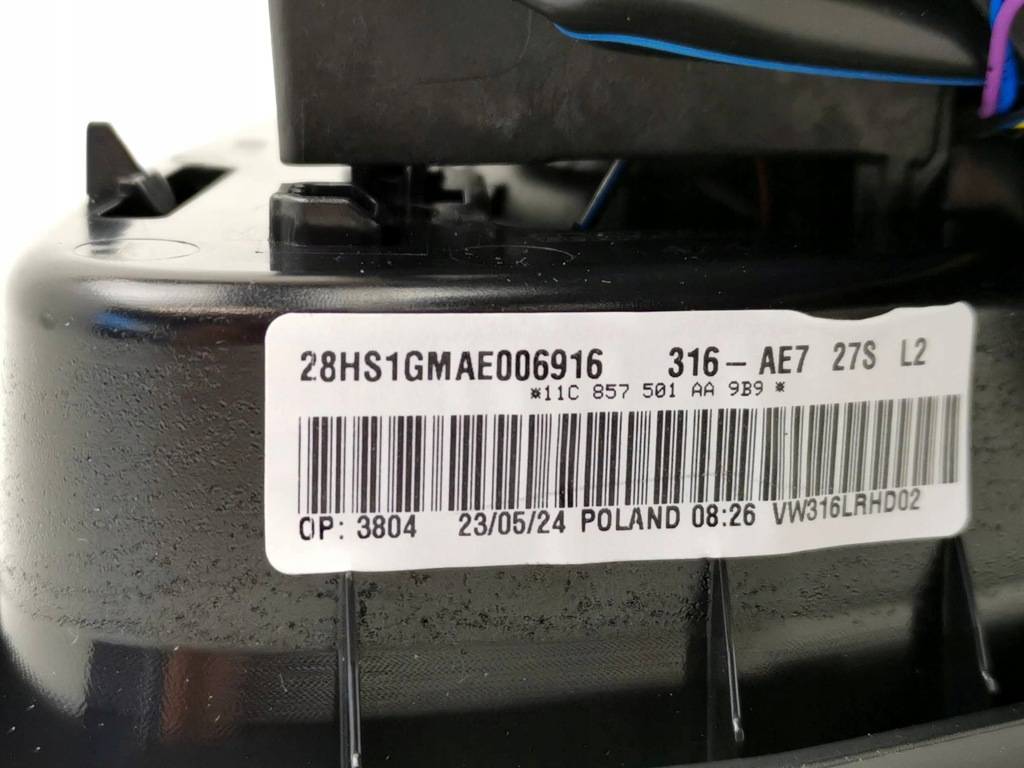 28HS1GMAE006916 316-AE7 27S L2
*11C 857 501 AA 9B9 *
OP: 3804 23/05/24 POLAND 08:26 VW316LRHD02